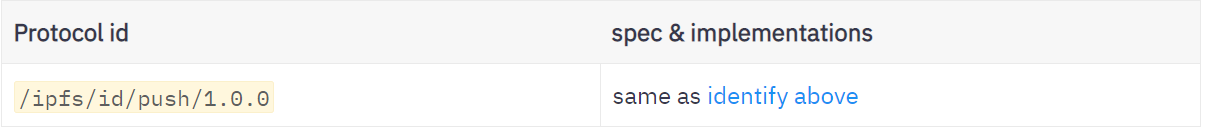 Protocol id spec & implementations
/ipfs/id/push/1.0.0 same as identify above